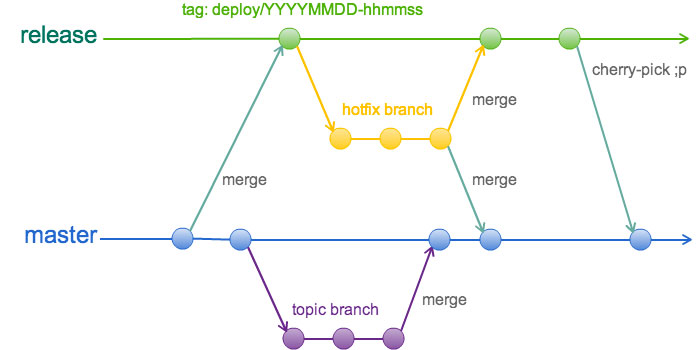 tag: deploy/YYYYMMDD-hhmmss
release
cherry-pick ;p
merge
hotfix branch
merge
merge
master
topic branch
merge